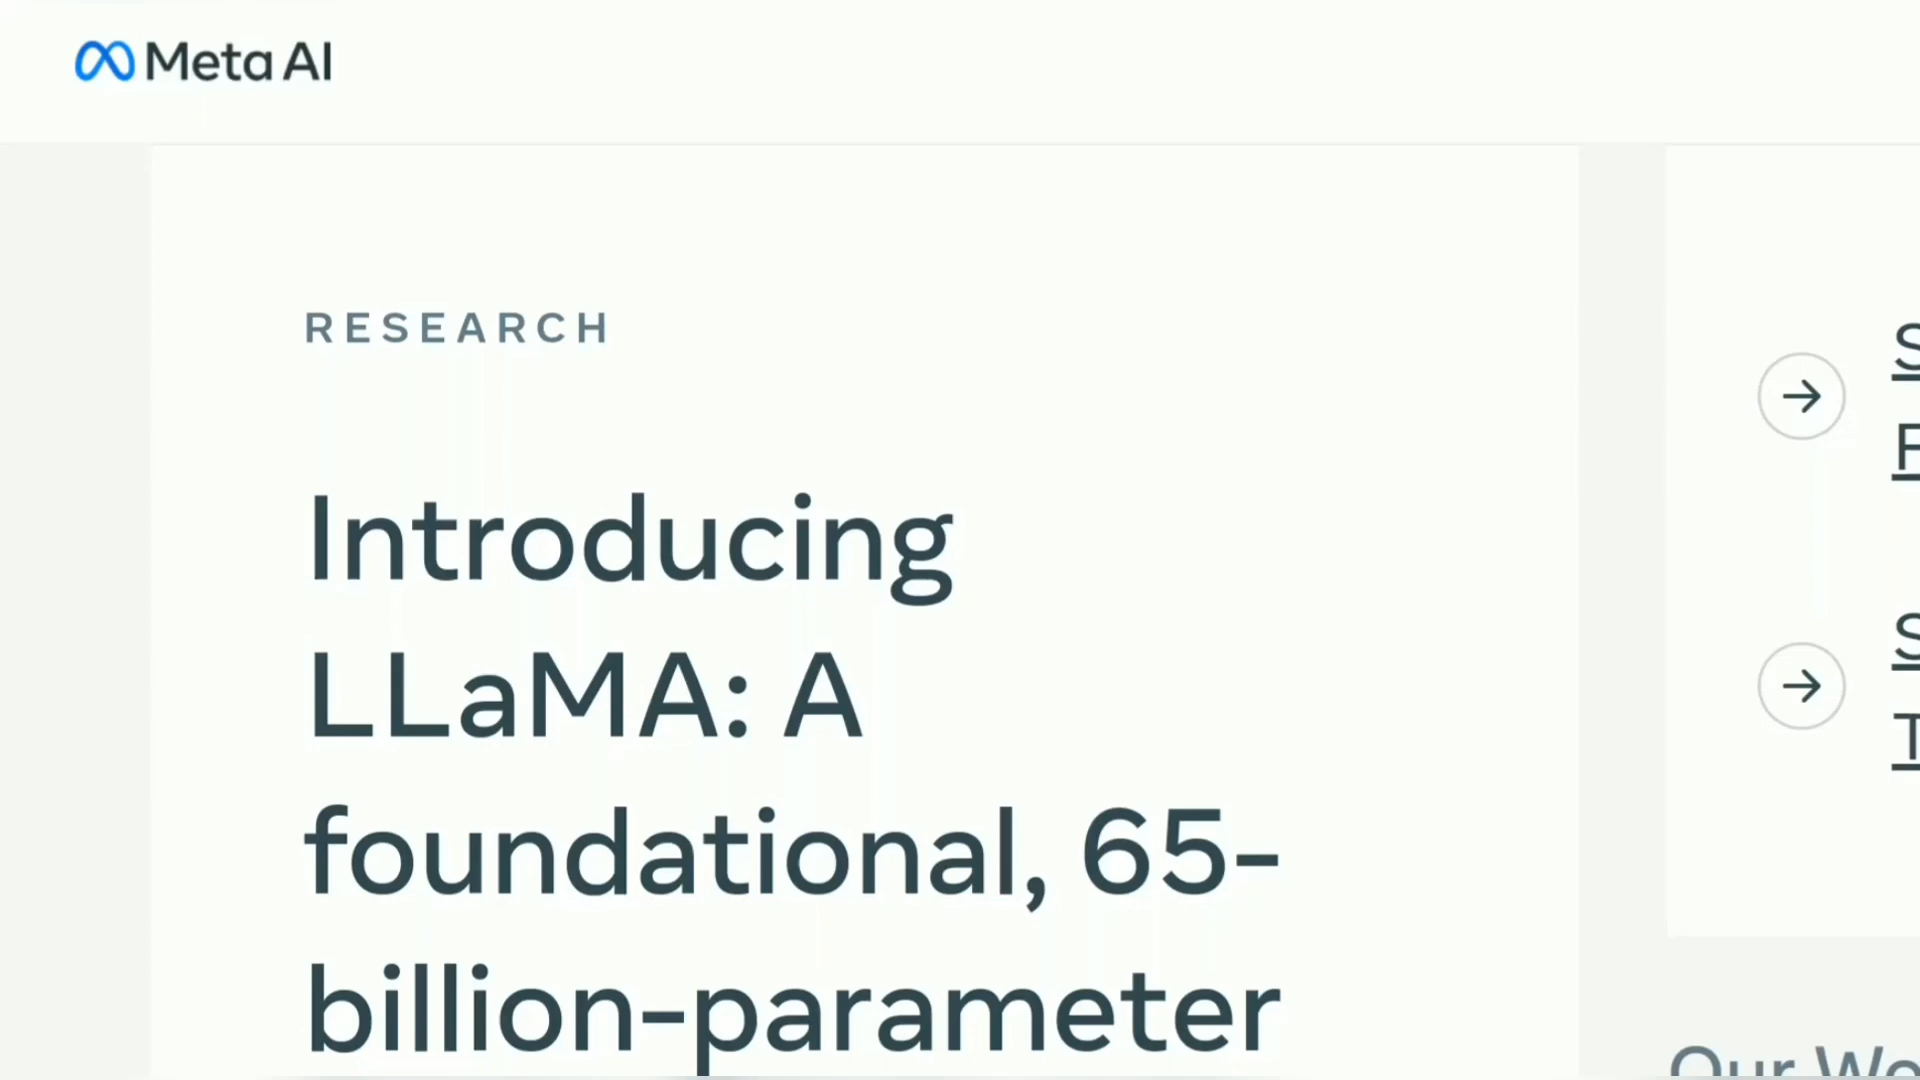 Meta AI
RESEARCH
Introducing
LLaMA: A
foundational, 65-
billion-parameter